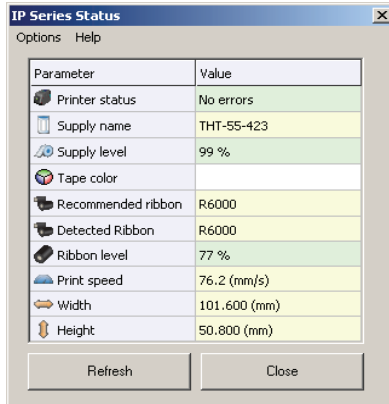 IP Series Status
Options Help
Parameter Value
Printer status No errors
Supply name THT-55-423
Supply level 99 %
Tape color
Recommended ribbon R6000
Detected Ribbon R6000
Ribbon level 77 %
Print speed 76.2 (mm/s)
Width 101.600 (mm)
Height 50.800 (mm)
Refresh Close